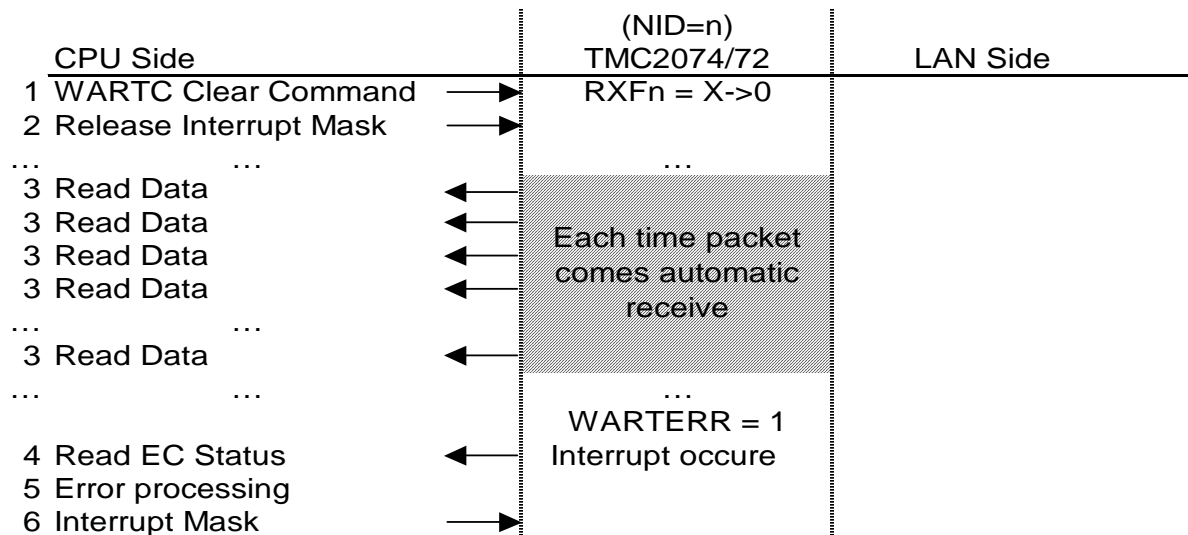 (NID=n)
CPU Side TMC2074/72 LAN Side
1 WARTC Clear Command RXFn = X->0
2 Release Interrupt Mask
... ... ...
3 Read Data
3 Read Data
3 Read Data
3 Read Data
Each time packet
comes automatic
receive
... ...
3 Read Data
... ... ...
WARTERR = 1
4 Read EC Status Interrupt occure
5 Error processing
6 Interrupt Mask